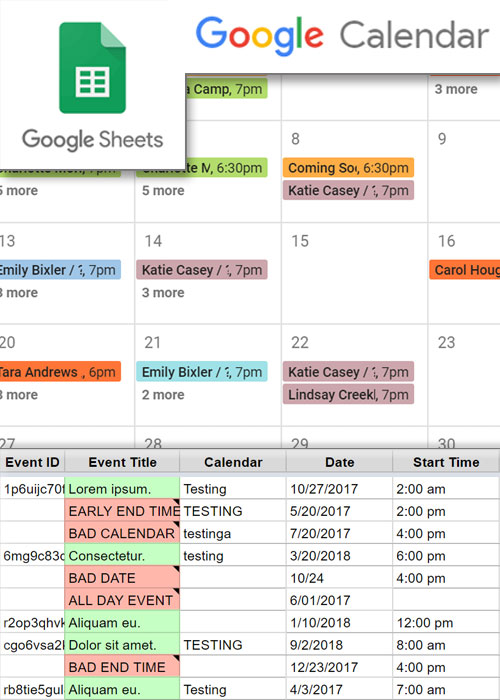 Google Calendar
Google Sheets
a Camp, 7pm
3 more
8
9
7pm
M, 6:30pm
Coming So, 6:30pm
5 more
5 more
Katie Casey / 7pm
13
14
15
16
Emily Bixler / 7pm
Katie Casey / 7pm
Carol Houg
3 more
3 more
20
21
22
23
Tara Andrews , 6pm
Emily Bixler / 7pm
Katie Casey / 7pm
3 more
2 more
Lindsay Creek, 7pm
27
28
29
30
Event ID Event Title Calendar Date Start Time
1p6uijc70 Lorem ipsum. Testing 10/27/2017 2:00 am
EARLY END TIME TESTING 5/20/2017 2:00 pm
BAD CALENDAR testinga 7/20/2017 4:00 pm
6mg9c83c Consectetur. testing 3/20/2018 6:00 pm
BAD DATE 10/24 4:00 pm
ALL DAY EVENT 6/01/2017
r2op3qhvk Aliquam eu. 1/10/2018 12:00 pm
cgo6vsa2 Dolor sit amet. TESTING 9/2/2018 8:00 am
BAD END TIME 12/23/2017 4:00 pm
rb8tie5gul Aliquam eu. Testing 4/3/2017 7:00 am